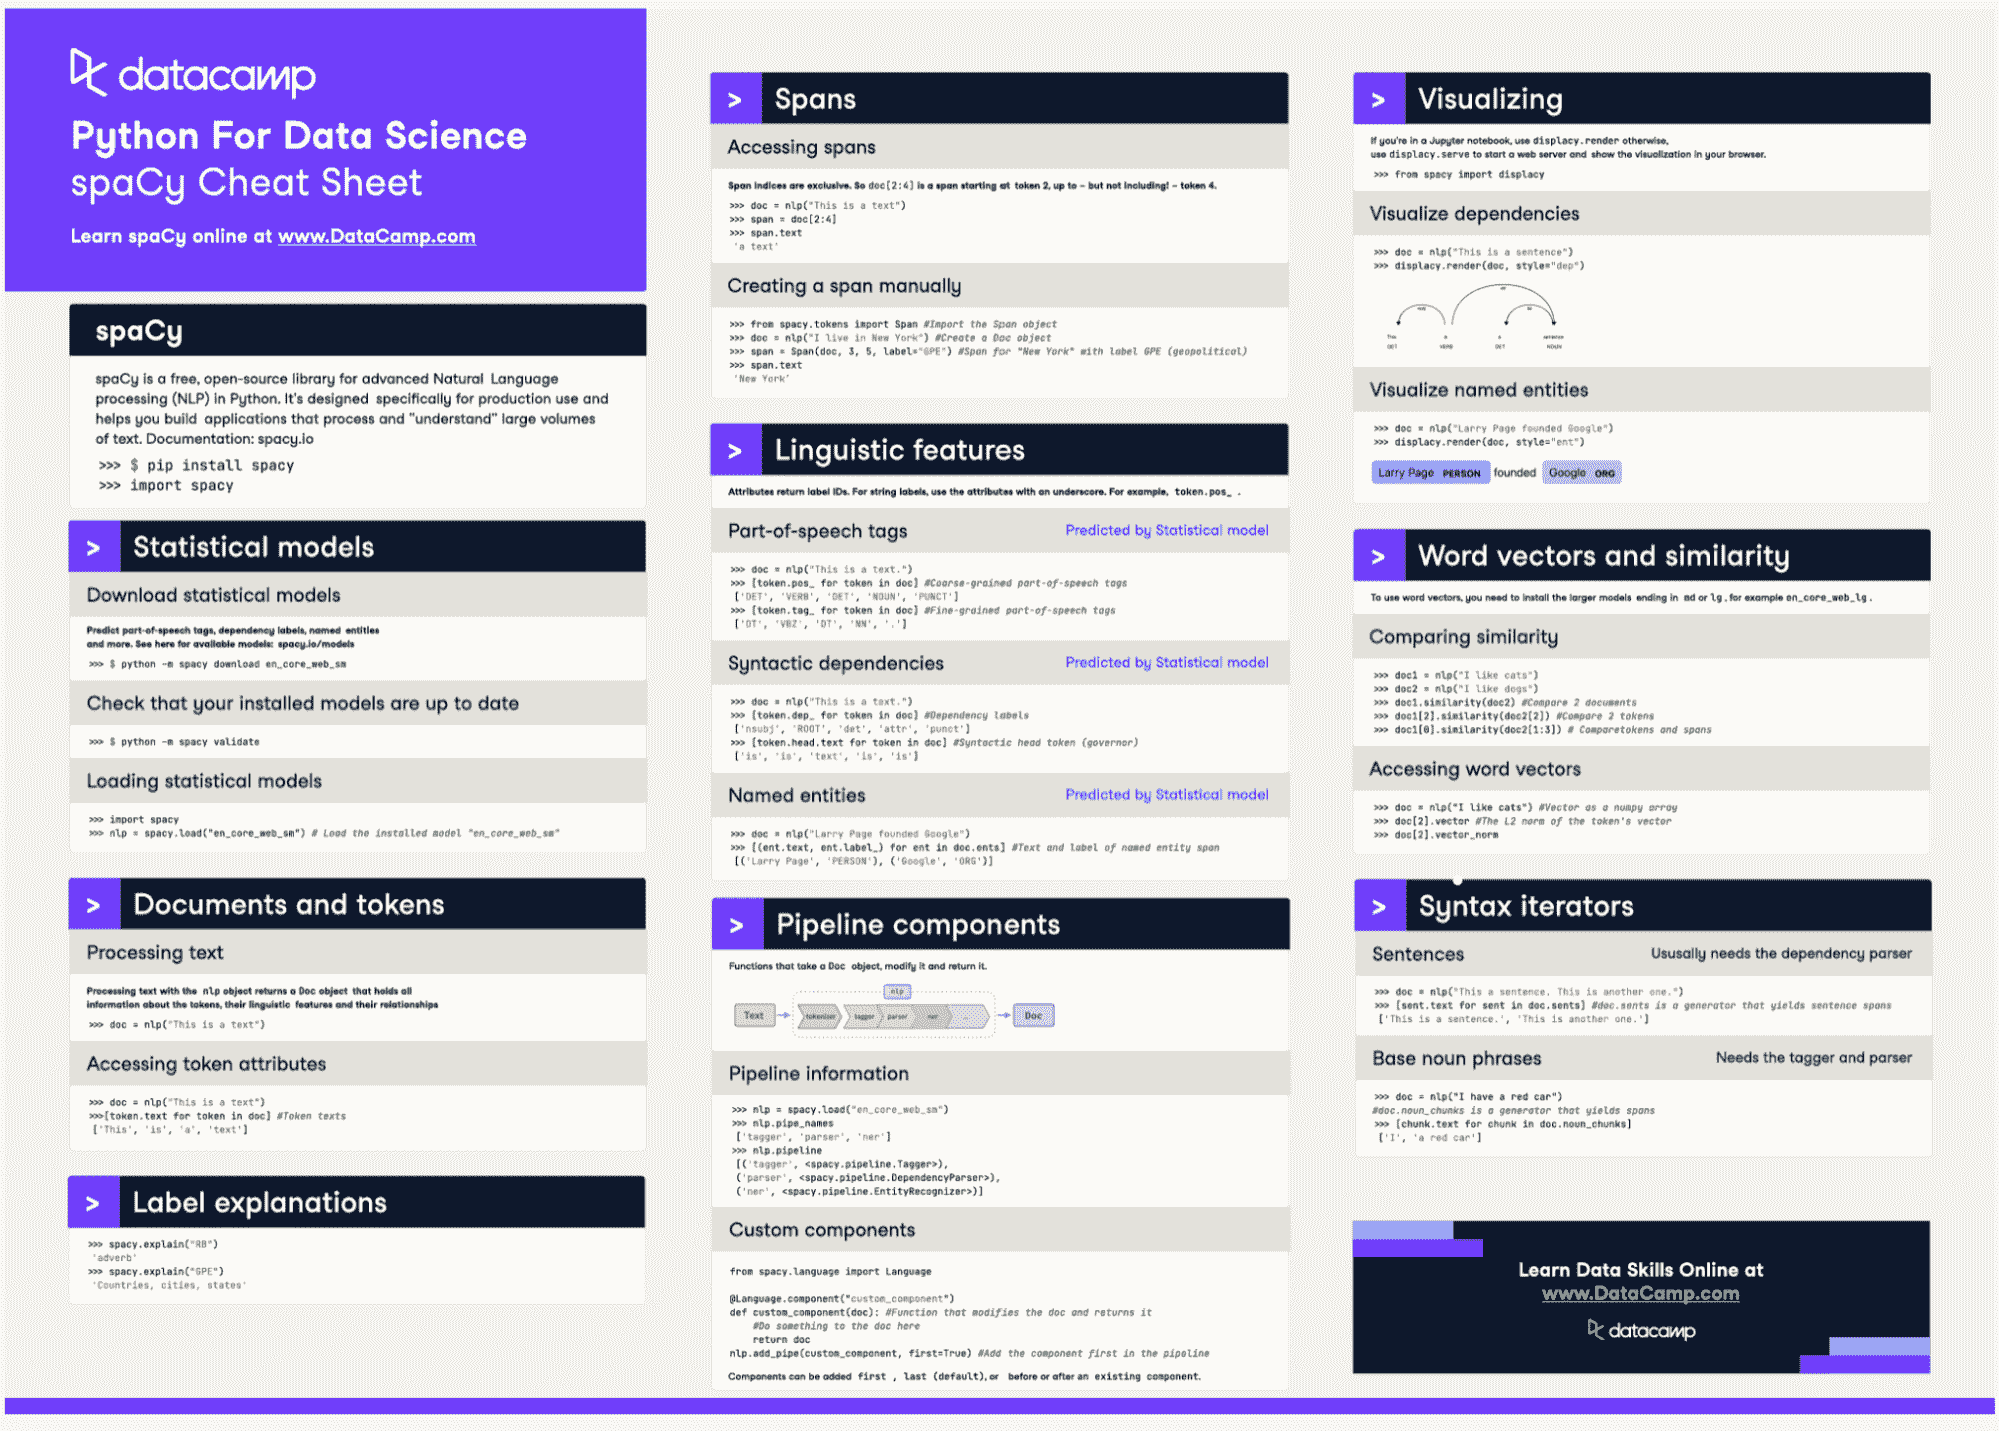 datacamp
Python For Data Science
spaCy Cheat Sheet
Learn spaCy online at www.DataCamp.com
spaCy
spaCy is a free, open-source library for advanced Natural Language
processing (NLP) in Python. It's designed specifically for production use and
helps you build applications that process and "understand" large volumes
of text. Documentation: spacy.io
>>> $ pip install spacy
>>> import spacy
> Statistical models
Download statistical models
Predict part-of-speech tags, dependency labels, named entities
and more. See here for available models: spacy.io/models
>>> $ python -m spacy download en_core_web_sm
Check that your installed models are up to date
>>> $ python -m spacy validate
Loading statistical models
>>> import spacy
>>> nlp = spacy.load("en_core_web_sm") # Load the installed model "en_core_web_sm"
> Documents and tokens
Processing text
Processing text with the nlp object returns a Doc object that holds all
information about the tokens, their linguistic features and their relationships
>>> doc = nlp("This is a text")
Accessing token attributes
>>> doc = nlp("This is a text")
>>>[token.text for token in doc] #Token texts
['This', 'is', 'a', 'text']
> Label explanations
>>> spacy.explain("RB")
'adverb'
>>> spacy.explain("GPE")
'Countries, cities, states'
> Spans
Accessing spans
Span indices are exclusive. So doc[2:4] is a span starting at token 2, up to – but not including! – token 4.
>>> doc = nlp("This is a text")
>>> span = doc[2:4]
>>> span.text
'a text'
Creating a span manually
>>> from spacy.tokens import Span #Import the Span object
>>> doc = nlp("I live in New York") #Create a Doc object
>>> span = Span(doc, 3, 5, label="GPE") #Span for "New York" with label GPE (geopolitical)
>>> span.text
'New York'
> Linguistic features
Attributes return label IDs. For string labels, use the attributes with an underscore. For example, token.pos_ .
Part-of-speech tags Predicted by Statistical model
>>> doc = nlp("This is a text.")
>>> [token.pos_ for token in doc] #Coarse-grained part-of-speech tags
['DET', 'VERB', 'DET', 'NOUN', 'PUNCT']
>>> [token.tag_ for token in doc] #Fine-grained part-of-speech tags
['DT', 'VBZ', 'DT', 'NN', '.']
Syntactic dependencies Predicted by Statistical model
>>> doc = nlp("This is a text.")
>>> [token.dep_ for token in doc] #Dependency labels
['nsubj', 'ROOT', 'det', 'attr', 'punct']
>>> [token.head.text for token in doc] #Syntactic head token (governor)
['is', 'is', 'text', 'is', 'is']
Named entities Predicted by Statistical model
>>> doc = nlp("Larry Page founded Google")
>>> [(ent.text, ent.label_) for ent in doc.ents] #Text and label of named entity span
[('Larry Page', 'PERSON'), ('Google', 'ORG')]
> Pipeline components
Functions that take a Doc object, modify it and return it.
nlp
Text tokenizer tagger parser ner ... Doc
Pipeline information
>>> nlp = spacy.load("en_core_web_sm")
>>> nlp.pipe_names
['tagger', 'parser', 'ner']
>>> nlp.pipeline
[('tagger', <spacy.pipeline.Tagger>),
('parser', <spacy.pipeline.DependencyParser>),
('ner', <spacy.pipeline.EntityRecognizer>)]
Custom components
from spacy.language import Language
@Language.component("custom_component")
def custom_component(doc): #Function that modifies the doc and returns it
#Do something to the doc here
return doc
nlp.add_pipe(custom_component, first=True) #Add the component first in the pipeline
Components can be added first , last (default), or before or after an existing component.
> Visualizing
If you're in a Jupyter notebook, use displacy.render otherwise,
use displacy.serve to start a web server and show the visualization in your browser.
>>> from spacy import displacy
Visualize dependencies
>>> doc = nlp("This is a sentence")
>>> displacy.render(doc, style="dep")
This a sentence
DET VERB DET NOUN
Visualize named entities
>>> doc = nlp("Larry Page founded Google")
>>> displacy.render(doc, style="ent")
Larry Page PERSON founded Google ORG
> Word vectors and similarity
To use word vectors, you need to install the larger models ending in md or lg , for example en_core_web_lg .
Comparing similarity
>>> doc1 = nlp("I like cats")
>>> doc2 = nlp("I like dogs")
>>> doc1.similarity(doc2) #Compare 2 documents
>>> doc1[2].similarity(doc2[2]) #Compare 2 tokens
>>> doc1[0].similarity(doc2[1:3]) # Comparetokens and spans
Accessing word vectors
>>> doc = nlp("I like cats") #Vector as a numpy array
>>> doc[2].vector #The L2 norm of the token's vector
>>> doc[2].vector_norm
> Syntax iterators
Sentences Ususally needs the dependency parser
>>> doc = nlp("This a sentence. This is another one.")
>>> [sent.text for sent in doc.sents] #doc.sents is a generator that yields sentence spans
['This is a sentence.', 'This is another one.']
Base noun phrases Needs the tagger and parser
>>> doc = nlp("I have a red car")
#doc.noun_chunks is a generator that yields spans
>>> [chunk.text for chunk in doc.noun_chunks]
['I', 'a red car']
Learn Data Skills Online at
www.DataCamp.com
datacamp